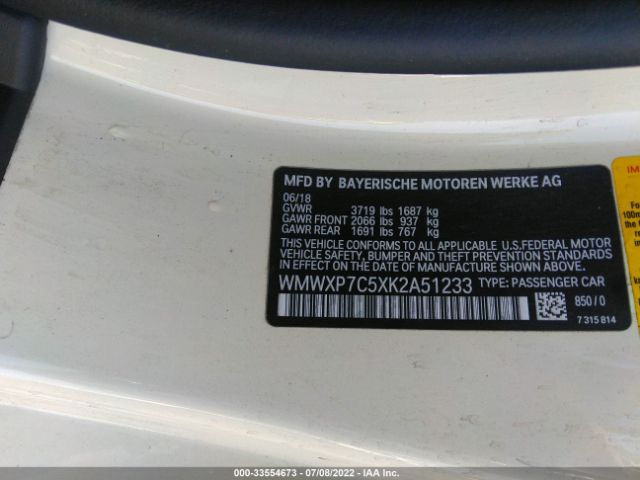 MFD BY BAYERISCHE MOTOREN WERKE AG
06/18
GVWR 3719 lbs 1687 kg
GAWR FRONT 2066 lbs 937 kg
GAWR REAR 1691 lbs 767 kg
THIS VEHICLE CONFORMS TO ALL APPLICABLE U.S.FEDERAL MOTOR
VEHICLE SAFETY, BUMPER AND THEFT PREVENTION STANDARDS
IN EFFECT ON THE DATE OF MANUFACTURE SHOWN ABOVE.
WMWXP7C5XK2A51233 TYPE: PASSENGER CAR
850/0
7 315 814
000-33554673 - 07/08/2022 - IAA Inc.